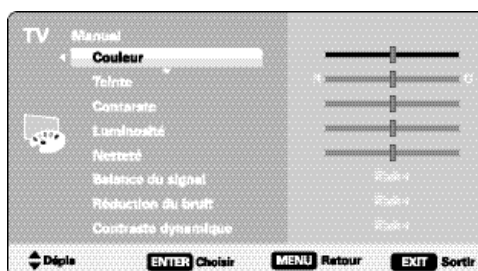 TV Manuel
Couleur
Teinte R G
Contraste
Luminosité
Netteté
Balance du signal
Réduction du bruit
Contraste dynamique
Dépla ENTER Choisir MENU Retour EXIT Sortir